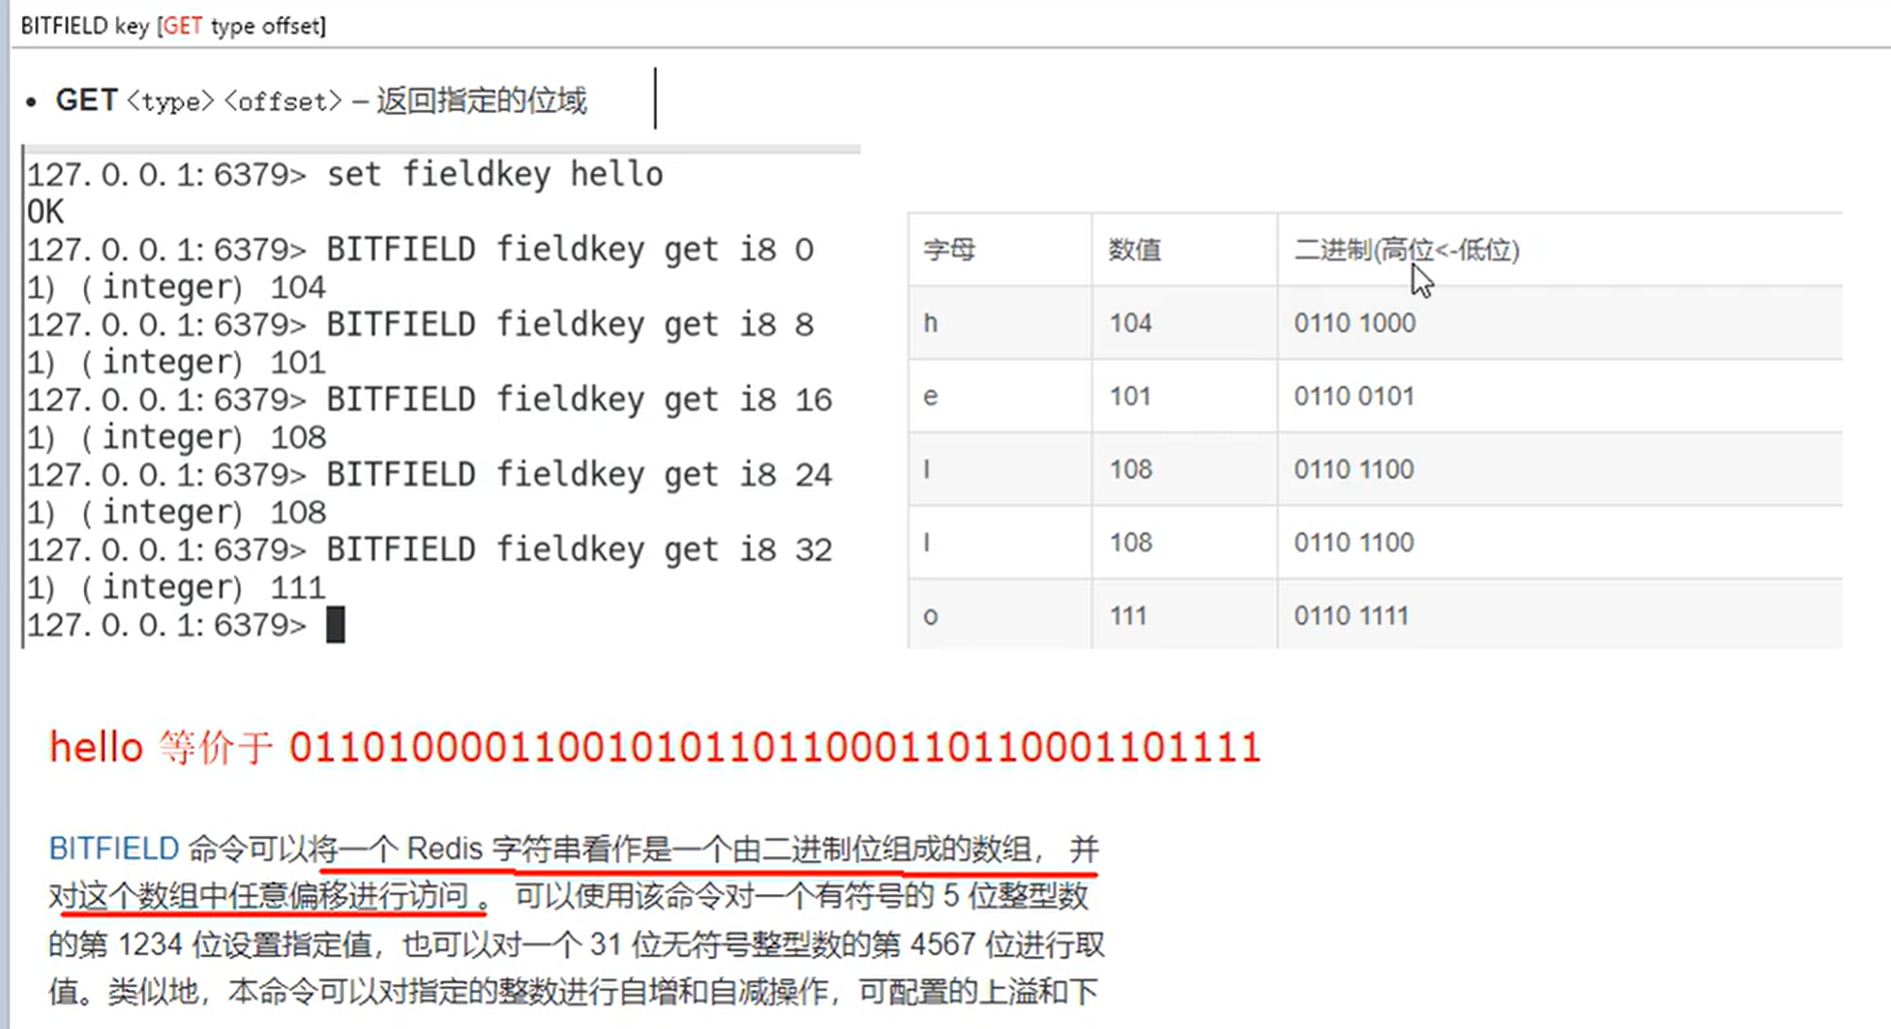 BITFIELD key [GET type offset]
• GET <type> <offset> – 返回指定的位域
127.0.0.1:6379> set fieldkey hello
OK
127.0.0.1:6379> BITFIELD fieldkey get i8 0
1) (integer) 104
127.0.0.1:6379> BITFIELD fieldkey get i8 8
1) (integer) 101
127.0.0.1:6379> BITFIELD fieldkey get i8 16
1) (integer) 108
127.0.0.1:6379> BITFIELD fieldkey get i8 24
1) (integer) 108
127.0.0.1:6379> BITFIELD fieldkey get i8 32
1) (integer) 111
127.0.0.1:6379>
字母 数值 二进制(高位<-低位)
h 104 0110 1000
e 101 0110 0101
l 108 0110 1100
l 108 0110 1100
o 111 0110 1111
hello 等价于 0110100001100101011011000110110001101111
BITFIELD 命令可以将一个 Redis 字符串看作是一个由二进制位组成的数组， 并
对这个数组中任意偏移进行访问 。 可以使用该命令对一个有符号的 5 位整型数
的第 1234 位设置指定值，也可以对一个 31 位无符号整型数的第 4567 位进行取
值。类似地，本命令可以对指定的整数进行自增和自减操作，可配置的上溢和下